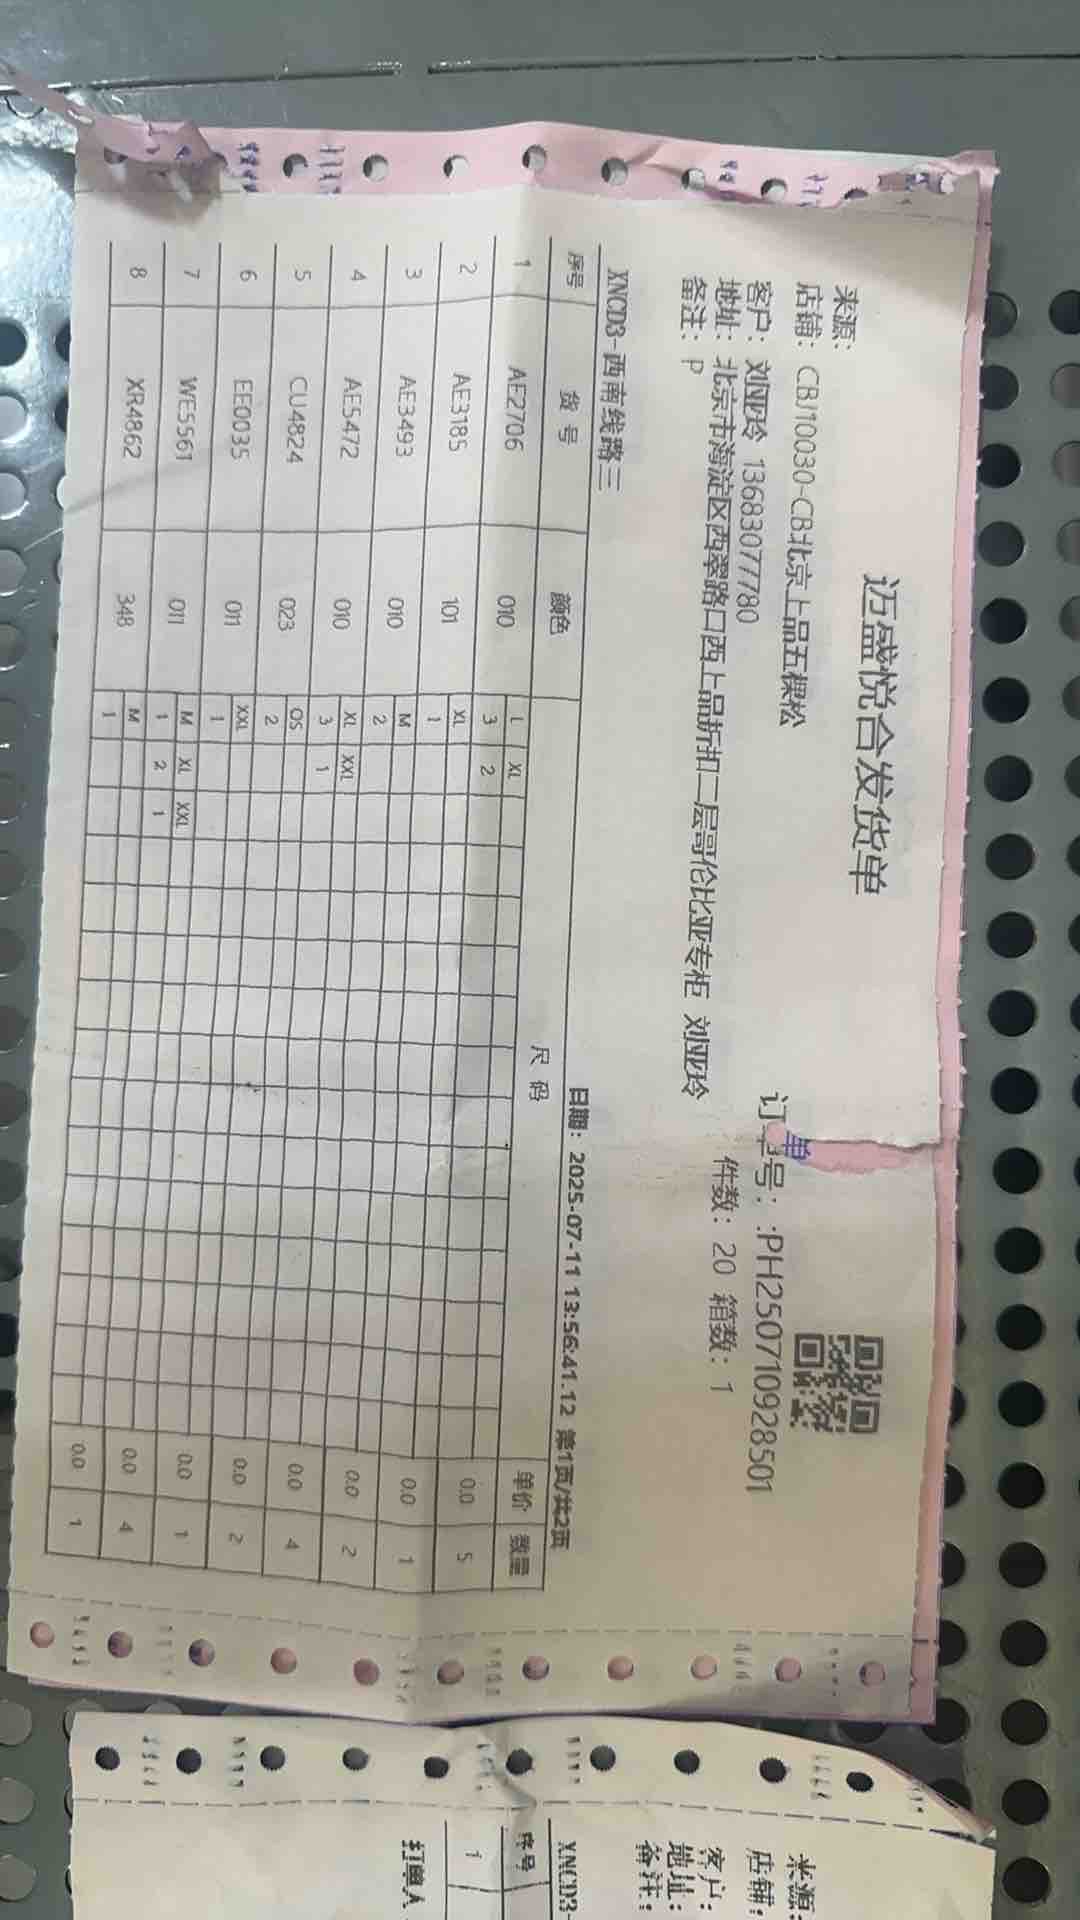 迈盛悦合发货单
来源:
店铺: CBJ10030-CB北京上品五棵松
订单号: :PH250710928501
客户: 刘亚玲 13683077780
件数: 20 箱数: 1
地址: 北京市海淀区西翠路口西上品折扣二层哥伦比亚专柜 刘亚玲
备注: P
XNCD3-西南线路三
日期: 2025-07-11 13:56:41.12 第1页/共2页
序号 货号 颜色 尺码 单价 数量
L XL
1 AE2706 010 3 2 0.0 5
XL
2 AE3185 101 1 0.0 1
M
3 AE3493 010 2 0.0 2
XL XXL
4 AE5472 010 3 1 0.0 4
OS
5 CU4824 023 2 0.0 2
XXL
6 EE0035 011 1 0.0 1
M XL XXL
7 WE5561 011 1 2 1 0.0 4
M
8 XR4862 348 1 0.0 1
来源:
店铺:
客户:
地址:
备注:
XNCD3-
序号
1
打单人